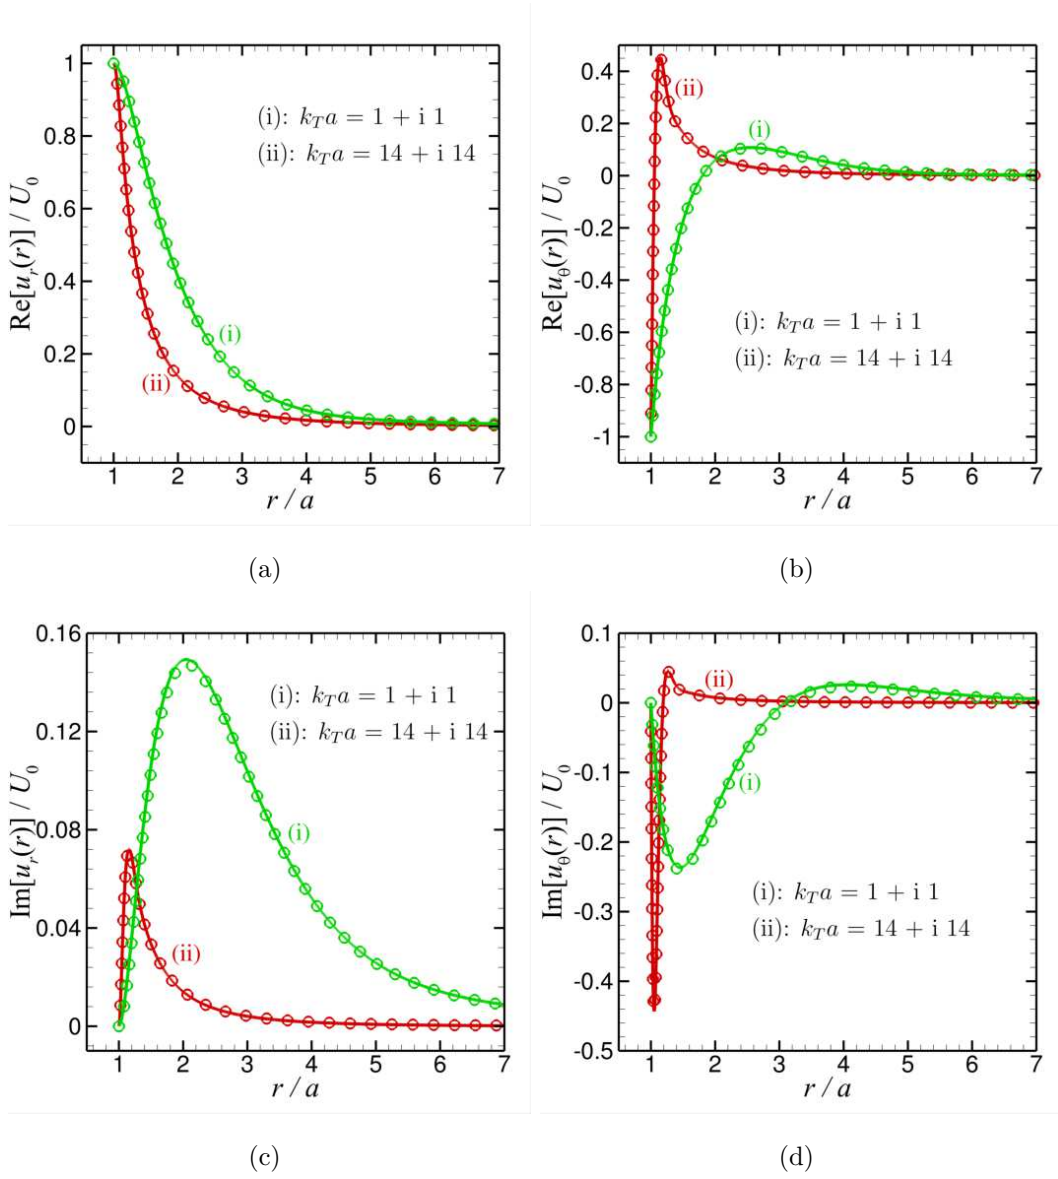 1
0.8
0.6
0.4
0.2
0
Re[u_r(r)] / U_0
(i): k_T a = 1 + i 1
(ii): k_T a = 14 + i 14
(i)
(ii)
1 2 3 4 5 6 7
r / a
(a)
0.4
0.2
0
-0.2
-0.4
-0.6
-0.8
-1
Re[u_θ(r)] / U_0
(ii)
(i)
(i): k_T a = 1 + i 1
(ii): k_T a = 14 + i 14
1 2 3 4 5 6 7
r / a
(b)
0.16
0.12
0.08
0.04
0
Im[u_r(r)] / U_0
(i): k_T a = 1 + i 1
(ii): k_T a = 14 + i 14
(i)
(ii)
1 2 3 4 5 6 7
r / a
(c)
0.1
0
-0.1
-0.2
-0.3
-0.4
-0.5
Im[u_θ(r)] / U_0
(ii)
(i)
(i): k_T a = 1 + i 1
(ii): k_T a = 14 + i 14
1 2 3 4 5 6 7
r / a
(d)